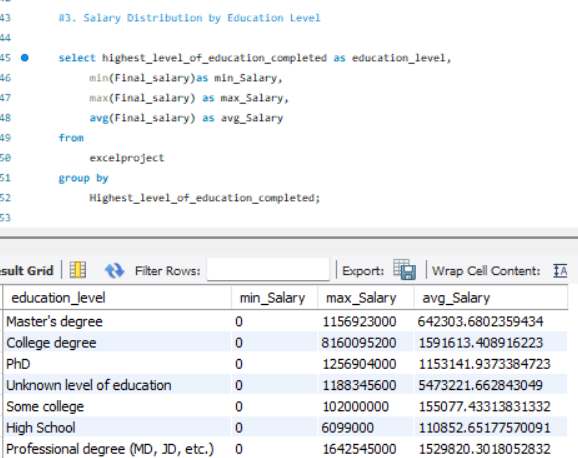 43 #3. Salary Distribution by Education Level
44
45 select highest_level_of_education_completed as education_level,
46 min(Final_salary)as min_Salary,
47 max(Final_salary) as max_Salary,
48 avg(Final_salary) as avg_Salary
49 from
50 excelproject
51 group by
52 Highest_level_of_education_completed;
53
sult Grid Filter Rows: Export: Wrap Cell Content: IA
education_level min_Salary max_Salary avg_Salary
Master's degree 0 1156923000 642303.6802359434
College degree 0 8160095200 1591613.408916223
PhD 0 1256904000 1153141.9373384723
Unknown level of education 0 1188345600 5473221.662843049
Some college 0 102000000 155077.43313831332
High School 0 6099000 110852.65177570091
Professional degree (MD, JD, etc.) 0 1642545000 1529820.3018052832